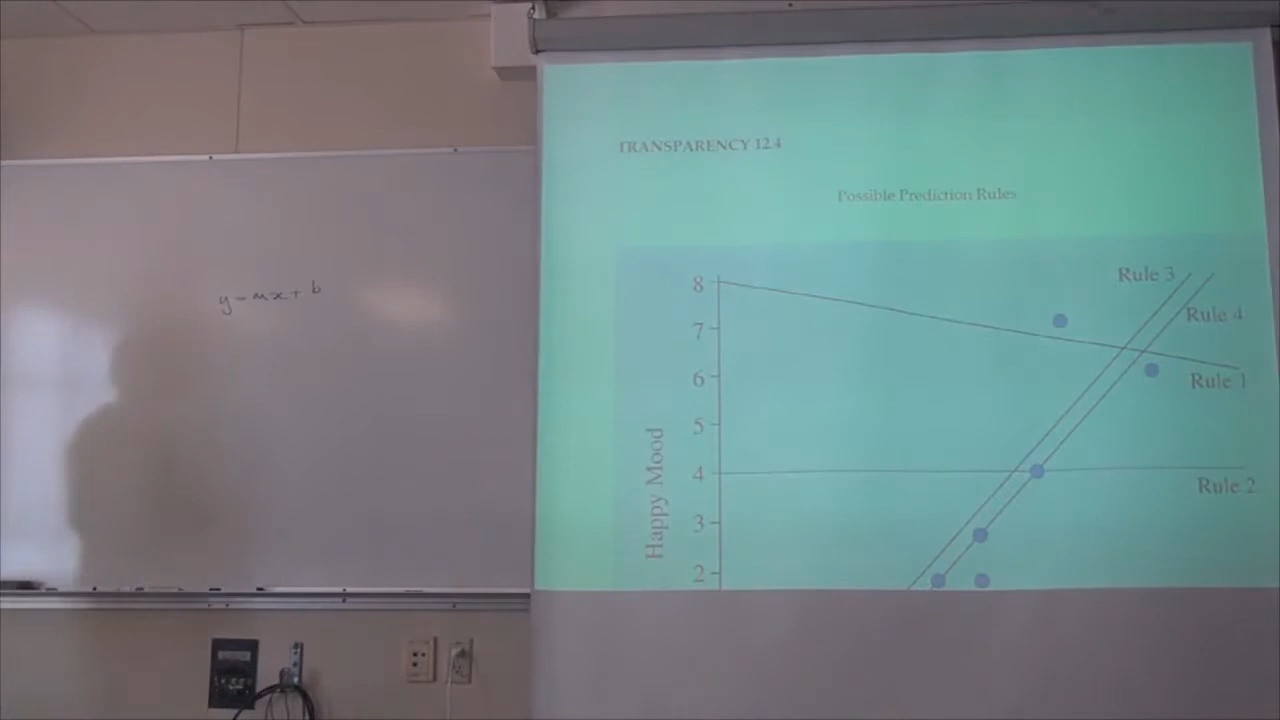 y=mx+b
TRANSPARENCY 12.4
Possible Prediction Rules
8
7
6
5
4
3
2
Happy Mood
Rule 3
Rule 4
Rule 1
Rule 2